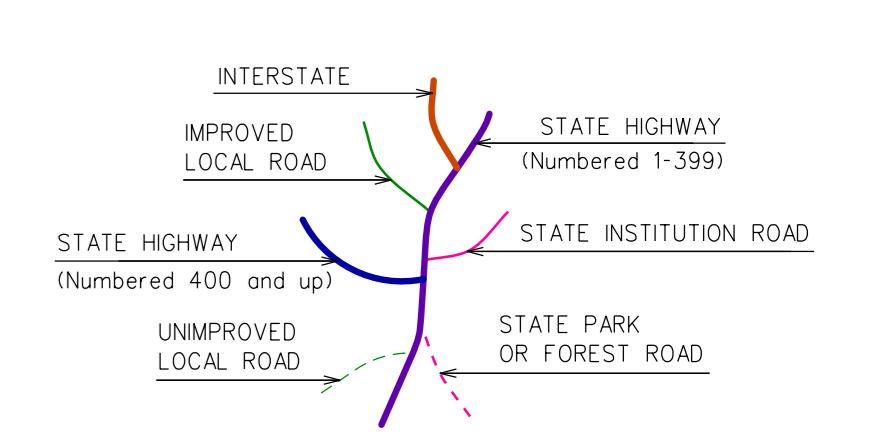 INTERSTATE
IMPROVED
LOCAL ROAD
STATE HIGHWAY
(Numbered 1-399)
STATE HIGHWAY
(Numbered 400 and up)
STATE INSTITUTION ROAD
UNIMPROVED
LOCAL ROAD
STATE PARK
OR FOREST ROAD